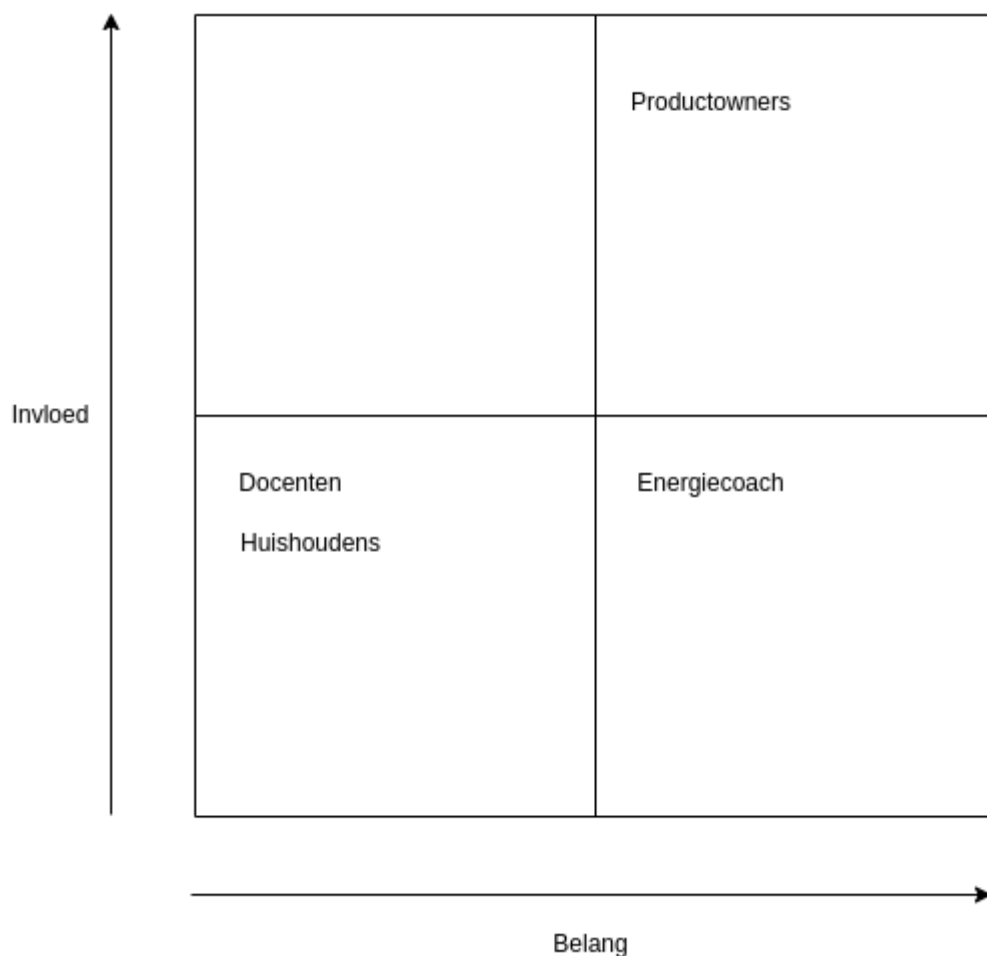 Productowners
Invloed
Docenten
Energiecoach
Huishoudens
Belang